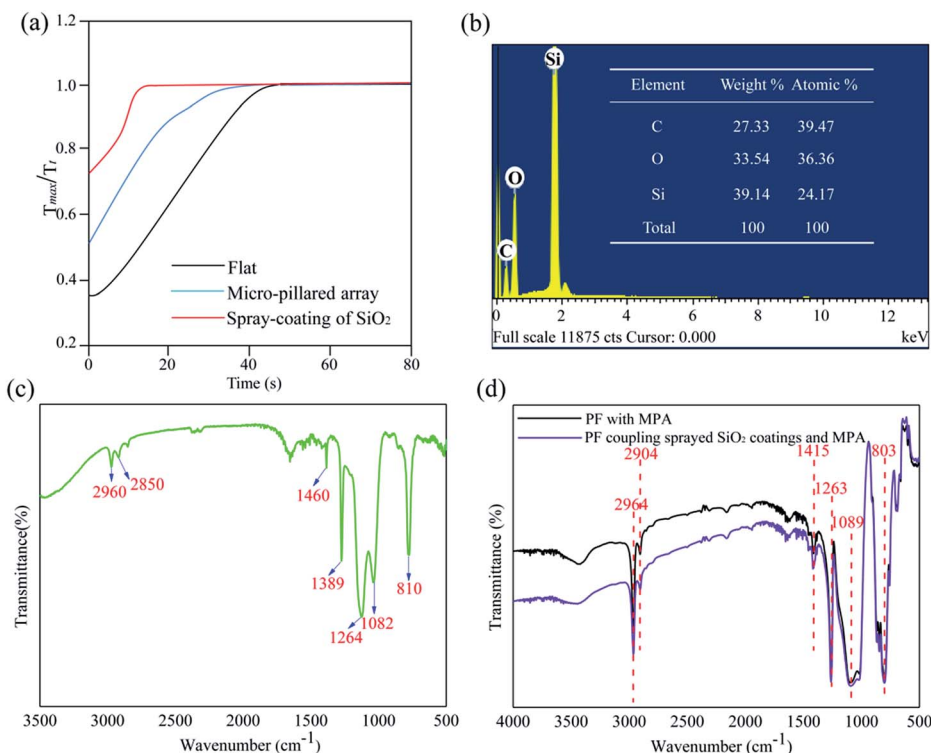 (a)
1.2
1.0
0.8
0.6
0.4
0.2
Tmax/Tt
Flat
Micro-pillared array
Spray-coating of SiO2
0 20 40 60 80
Time (s)
(b)
Si
O
C
Element Weight % Atomic %
C 27.33 39.47
O 33.54 36.36
Si 39.14 24.17
Total 100 100
0 2 4 6 8 10 12
Full scale 11875 cts Cursor: 0.000 keV
(c)
Transmittance(%)
2960
2850
1460
1389
1264
1082
810
3500 3000 2500 2000 1500 1000 500
Wavenumber (cm-1)
(d)
Transmittance (%)
PF with MPA
PF coupling sprayed SiO2 coatings and MPA
2904
2964
1415
1263
1089
803
4000 3500 3000 2500 2000 1500 1000 500
Wavenumber (cm-1)